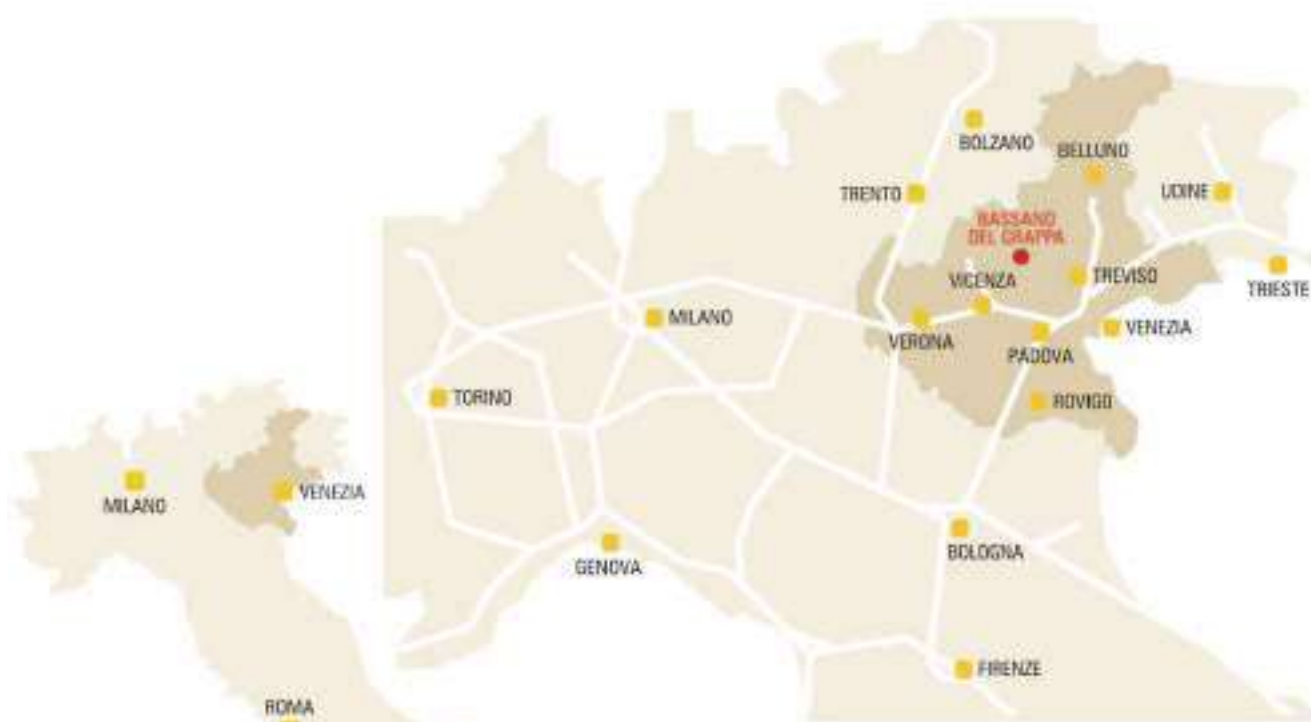 BOLZANO
BELLUNO
TRENTO
UDINE
BASSANO
DEL GRAPPA
VICENZA
TREVISO
TRIESTE
MILANO
VERONA
VENEZIA
PADOVA
TORINO
ROVIGO
MILANO
VENEZIA
BOLOGNA
GENOVA
FIRENZE
ROMA